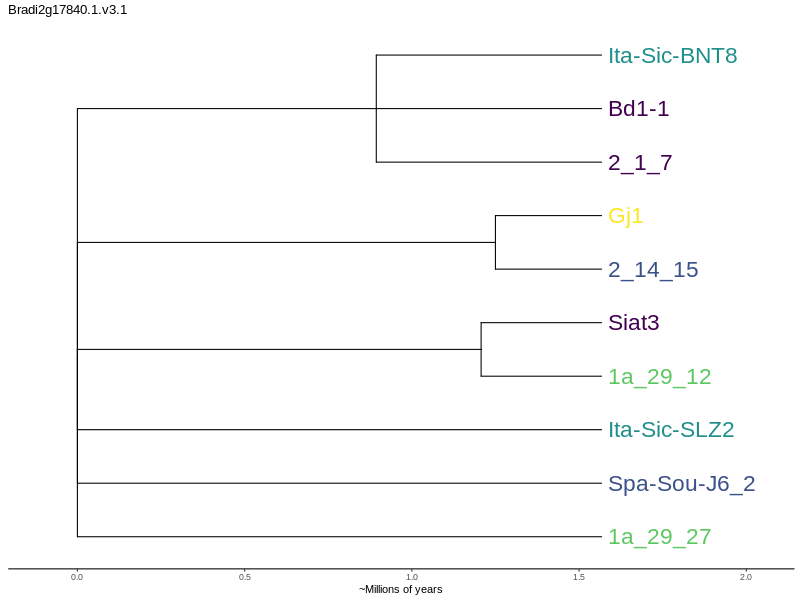 Bradi2g17840.1.v3.1
Ita-Sic-BNT8
Bd1-1
2_1_7
Gj1
2_14_15
Siat3
1a_29_12
Ita-Sic-SLZ2
Spa-Sou-J6_2
1a_29_27
0.0 0.5 1.0 1.5 2.0
~Millions of years